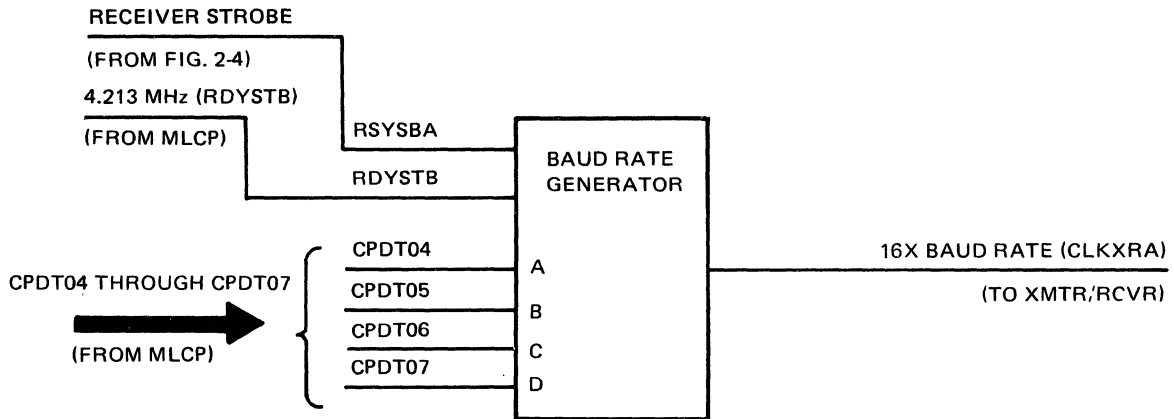 RECEIVER STROBE
(FROM FIG. 2-4)
4.213 MHz (RDYSTB)
(FROM MLCP)
RSYSBA
RDYSTB
BAUD RATE
GENERATOR
CPDT04
A
CPDT05
B
CPDT06
C
CPDT07
D
CPDT04 THROUGH CPDT07
(FROM MLCP)
16X BAUD RATE (CLKXRA)
(TO XMTR/RCVR)